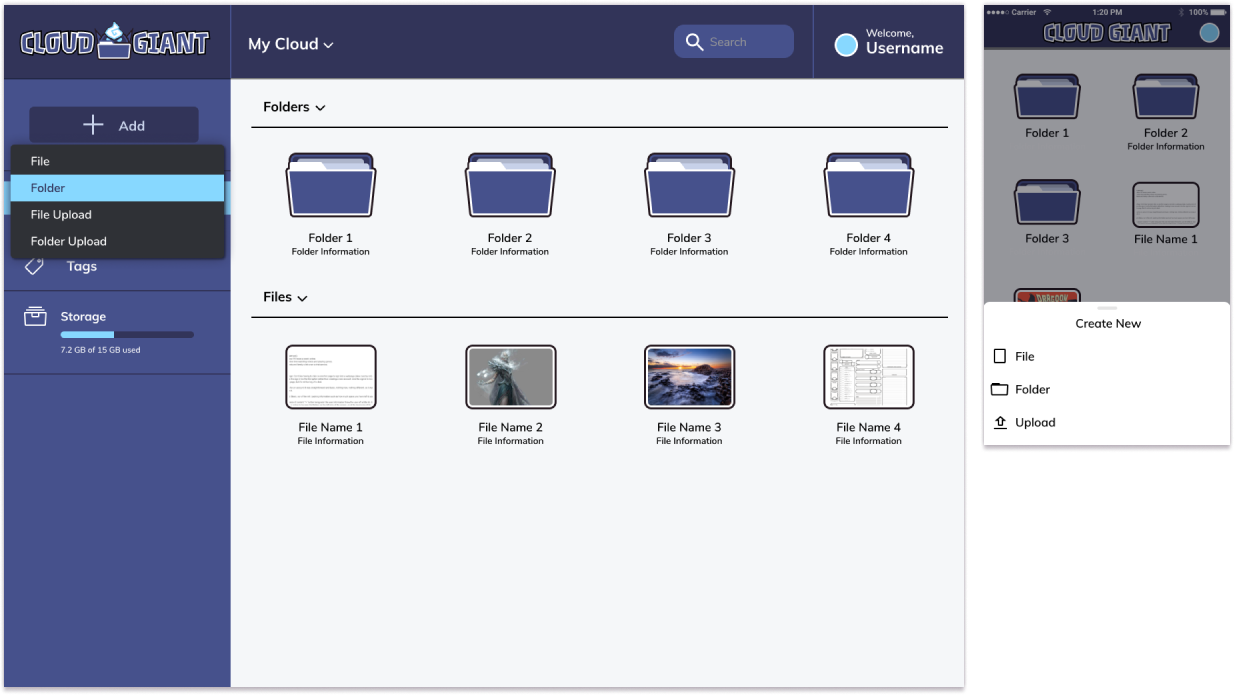 CLOUD GIANT
My Cloud
Search
Welcome,
Username
Add
File
Folder
File Upload
Folder Upload
Tags
Storage
7.2 GB of 15 GB used
Folders
Folder 1
Folder Information
Folder 2
Folder Information
Folder 3
Folder Information
Folder 4
Folder Information
Files
File Name 1
File Information
File Name 2
File Information
File Name 3
File Information
File Name 4
File Information
Carrier
1:20 PM
100%
CLOUD GIANT
Folder 1
Folder 2
Folder Information
Folder 3
File Name 1
Create New
File
Folder
Upload